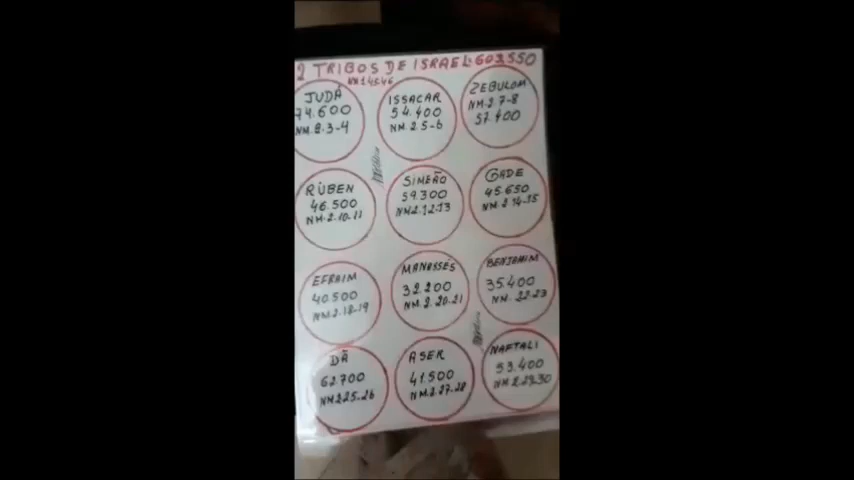 2 TRIBOS DE ISRAEL: 603.550
NM 1.45.46
JUDÁ
74.600
NM. 2.3-4
ISSACAR
54.400
NM. 2.5-6
ZEBULOM
NM. 2.7-8
57.400
RÚBEN
46.500
NM. 2.10.11
SIMEÃO
59.300
NM 2.12.13
GADE
45.650
NM. 2.14-15
EFRAIM
40.500
NM 2.18-19
MANASSÉS
32.200
NM. 2.20-21
BENJAMIM
35.400
NM. 22-23
DÃ
62.700
NM 2.25-26
ASER
41.500
NM. 2.27-28
NAFTALI
53.400
NM 2.29.30